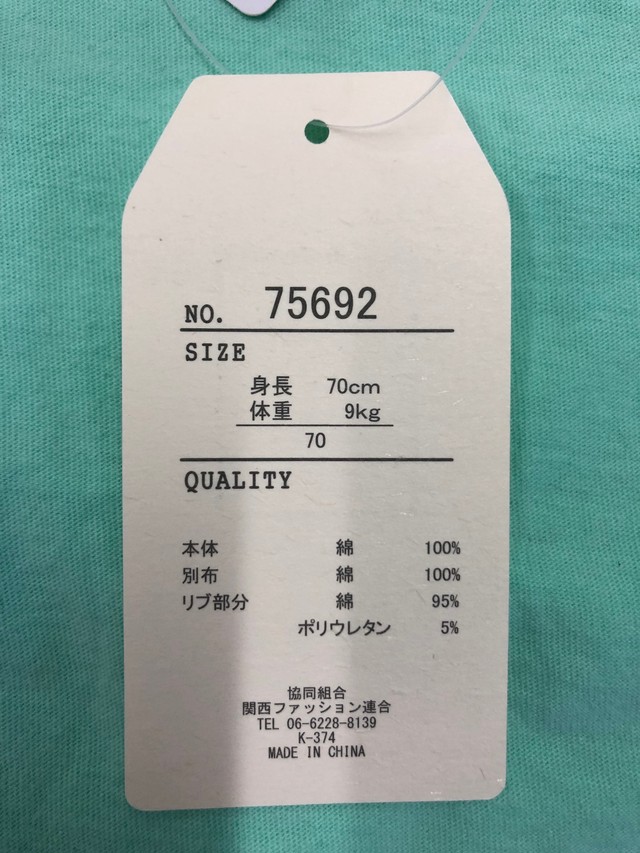 NO. 75692
SIZE
身長 70cm
体重 9kg
70
QUALITY
本体 綿 100%
別布 綿 100%
リブ部分 綿 95%
ポリウレタン 5%
協同組合
関西ファッション連合
TEL 06-6228-8139
K-374
MADE IN CHINA